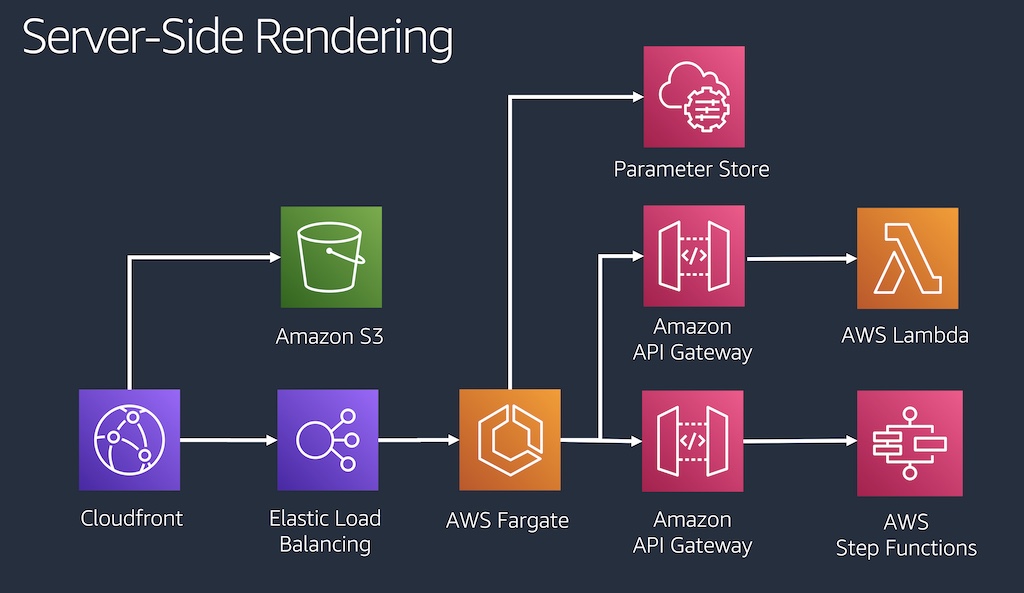 Server-Side Rendering
Parameter Store
Amazon S3
Amazon
API Gateway
AWS Lambda
Cloudfront
Elastic Load
Balancing
AWS Fargate
Amazon
API Gateway
AWS
Step Functions